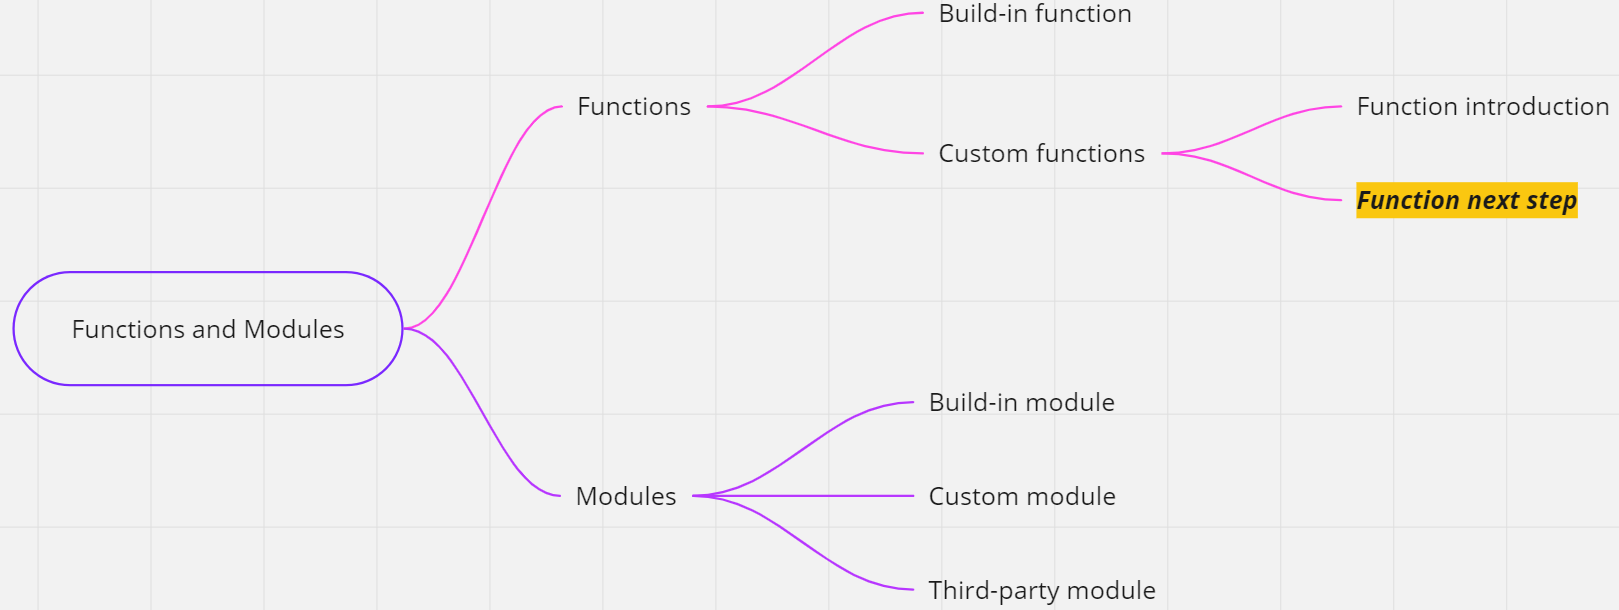 Build-in function
Functions
Function introduction
Custom functions
Function next step
Functions and Modules
Build-in module
Modules
Custom module
Third-party module